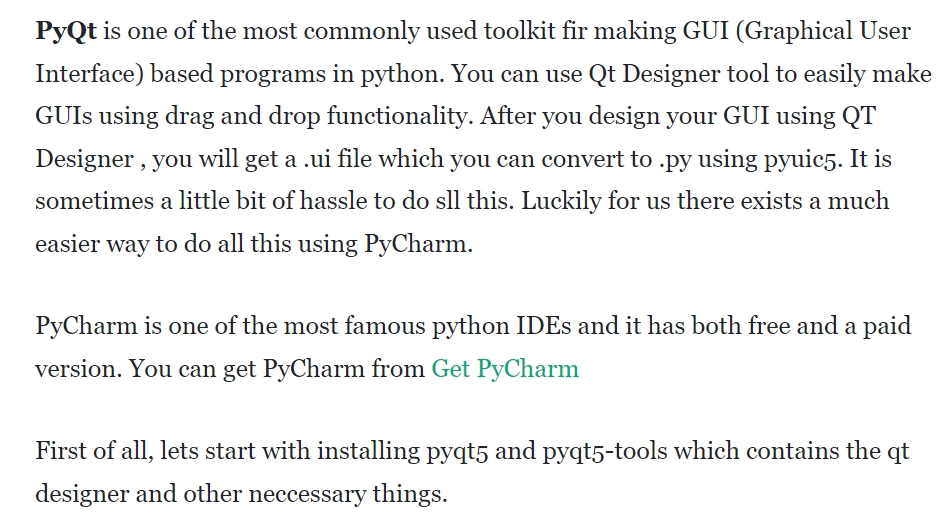 PyQt is one of the most commonly used toolkit fir making GUI (Graphical User
Interface) based programs in python. You can use Qt Designer tool to easily make
GUIs using drag and drop functionality. After you design your GUI using QT
Designer , you will get a .ui file which you can convert to .py using pyuic5. It is
sometimes a little bit of hassle to do sll this. Luckily for us there exists a much
easier way to do all this using PyCharm.
PyCharm is one of the most famous python IDEs and it has both free and a paid
version. You can get PyCharm from Get PyCharm
First of all, lets start with installing pyqt5 and pyqt5-tools which contains the qt
designer and other neccessary things.